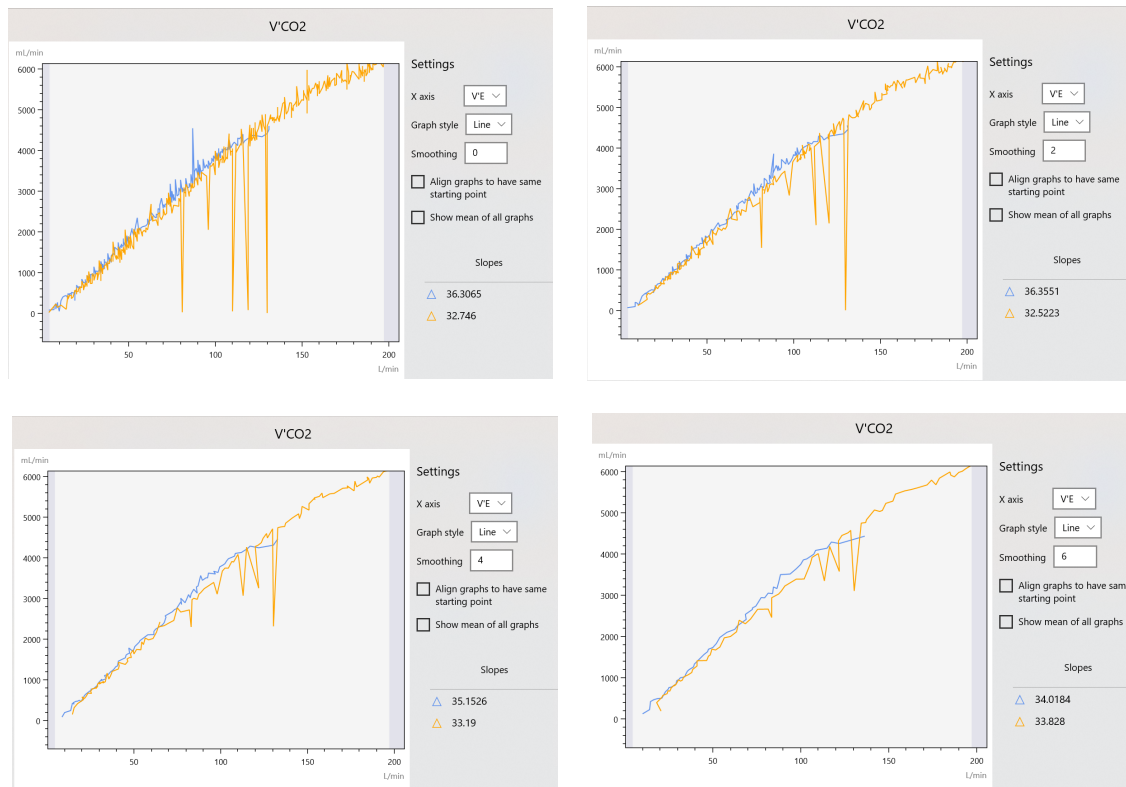 V'CO2
mL/min
6000
5000
4000
3000
2000
1000
0
50
100
150
200
L/min
Settings
X axis V'E
Graph style Line
Smoothing 0
Align graphs to have same
starting point
Show mean of all graphs
Slopes
36.3065
32.746
V'CO2
mL/min
6000
5000
4000
3000
2000
1000
0
50
100
150
200
L/min
Settings
X axis V'E
Graph style Line
Smoothing 2
Align graphs to have same
starting point
Show mean of all graphs
Slopes
36.3551
32.5223
V'CO2
mL/min
6000
5000
4000
3000
2000
1000
0
50
100
150
200
L/min
Settings
X axis V'E
Graph style Line
Smoothing 4
Align graphs to have same
starting point
Show mean of all graphs
Slopes
35.1526
33.19
V'CO2
mL/min
6000
5000
4000
3000
2000
1000
0
50
100
150
200
L/min
Settings
X axis V'E
Graph style Line
Smoothing 6
Align graphs to have sam
starting point
Show mean of all graphs
Slopes
34.0184
33.828